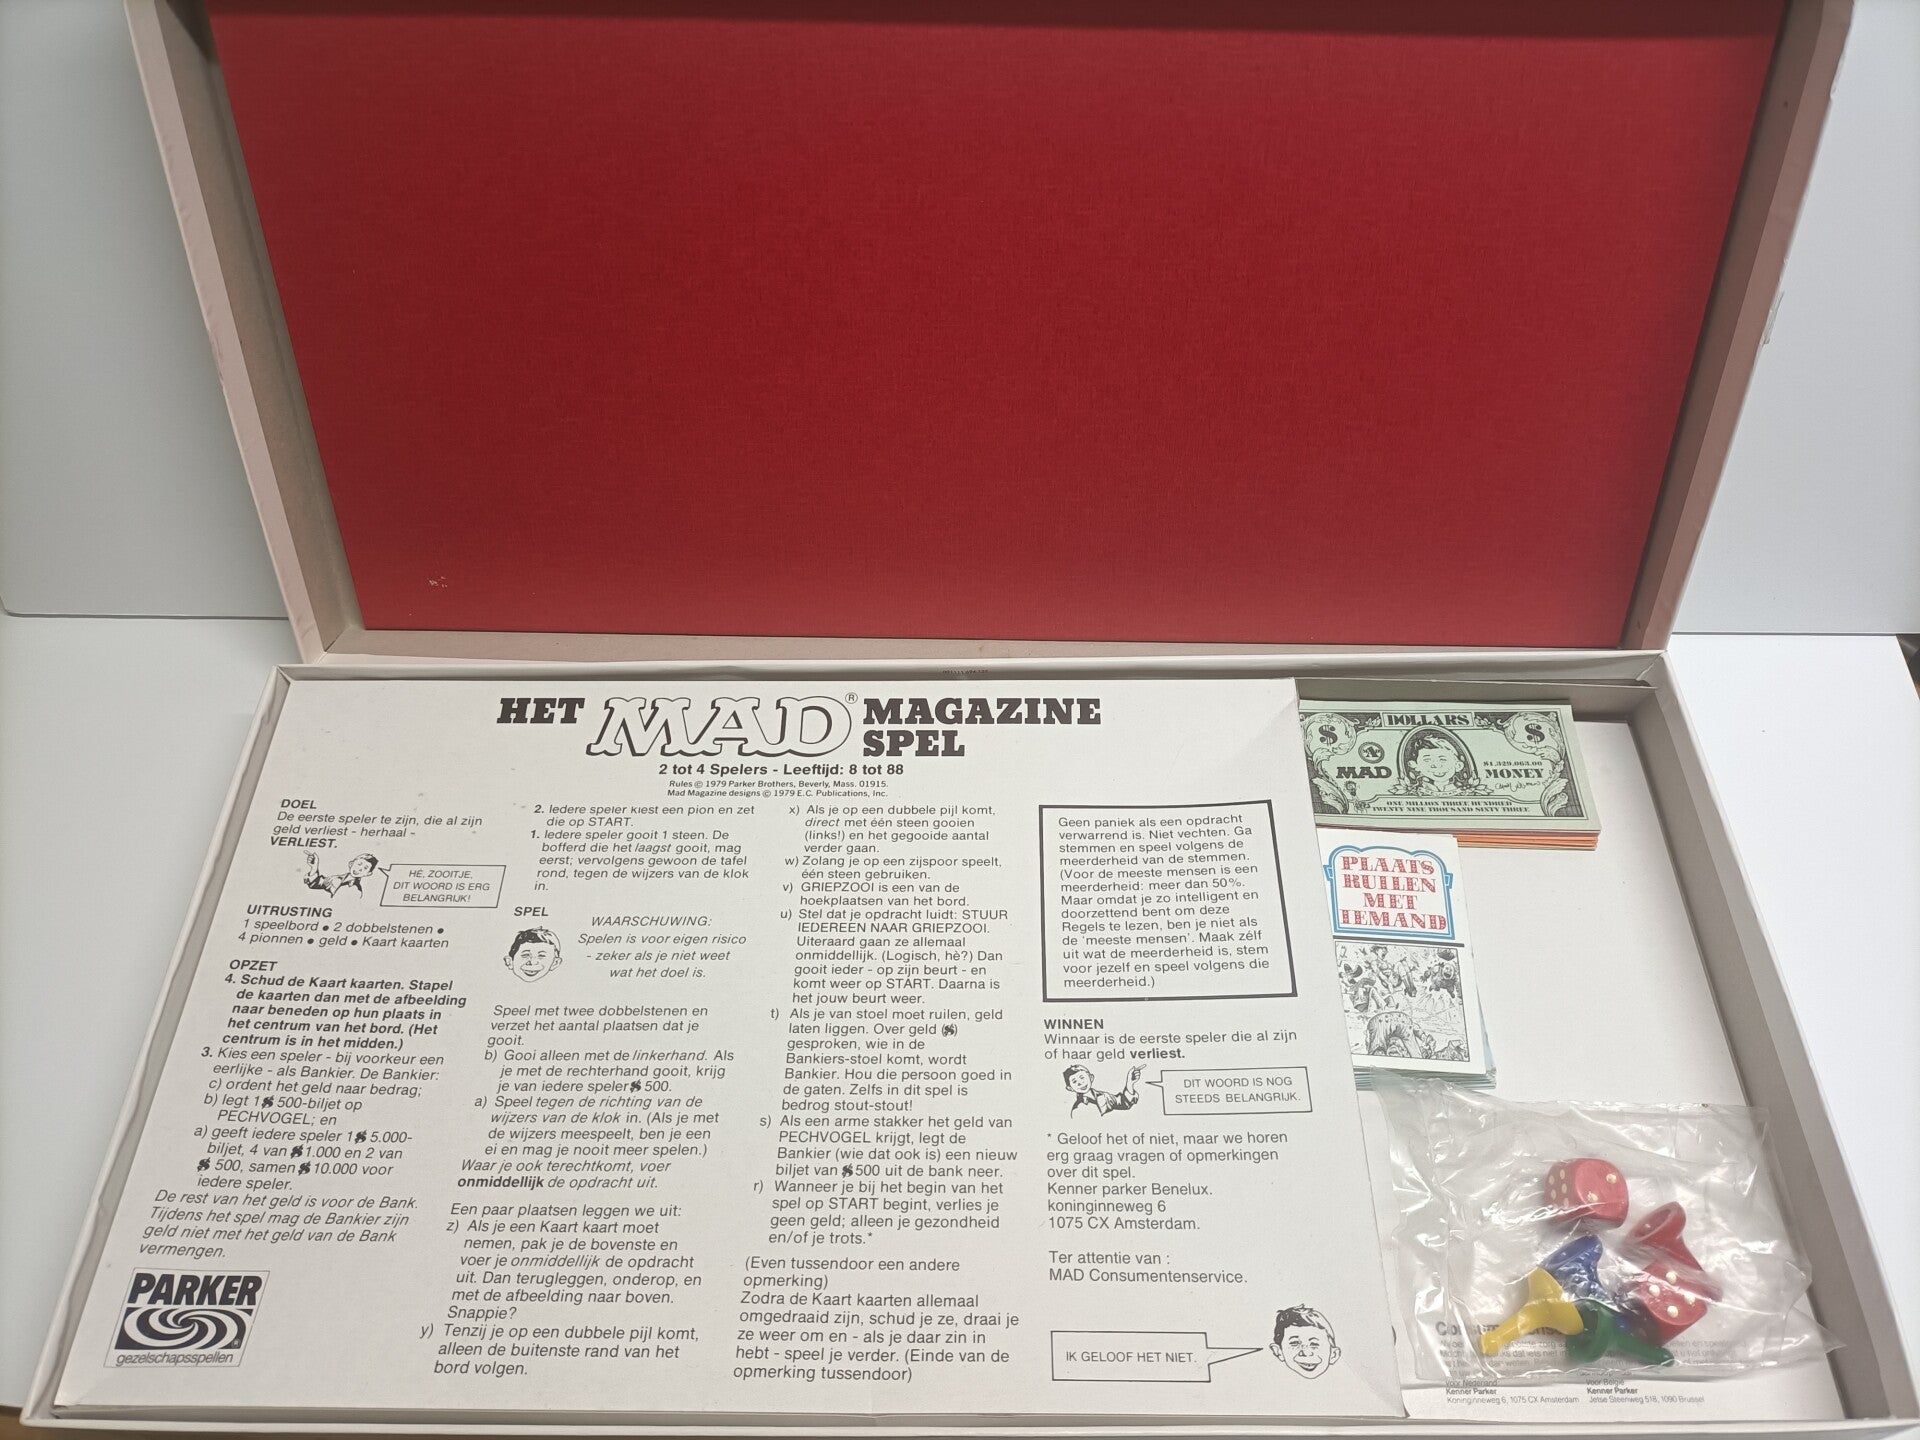 HET MAD® MAGAZINE
SPEL
2 tot 4 Spelers - Leeftijd: 8 tot 88
Rules © 1979 Parker Brothers, Beverly, Mass. 01915.
Mad Magazine designs © 1979 E.C. Publications, Inc.
DOEL
De eerste speler te zijn, die al zijn
geld verliest - herhaal -
VERLIEST.
HÉ, ZOOITJE,
DIT WOORD IS ERG
BELANGRIJK!
UITRUSTING
1 speelbord • 2 dobbelstenen •
4 pionnen • geld • Kaart kaarten
OPZET
4. Schud de Kaart kaarten. Stapel
de kaarten dan met de afbeelding
naar beneden op hun plaats in
het centrum van het bord. (Het
centrum is in het midden.)
3. Kies een speler - bij voorkeur een
eerlijke - als Bankier. De Bankier:
c) ordent het geld naar bedrag;
b) legt 1 $ 500-biljet op
PECHVOGEL; en
a) geeft iedere speler 1 $ 5.000-
biljet, 4 van $ 1.000 en 2 van
$ 500, samen $ 10.000 voor
iedere speler.
De rest van het geld is voor de Bank.
Tijdens het spel mag de Bankier zijn
geld niet met het geld van de Bank
vermengen.
PARKER
gezelschapsspellen
2. Iedere speler kiest een pion en zet
die op START.
1. Iedere speler gooit 1 steen. De
bofferd die het laagst gooit, mag
eerst; vervolgens gewoon de tafel
rond, tegen de wijzers van de klok
in.
SPEL
WAARSCHUWING:
Spelen is voor eigen risico
- zeker als je niet weet
wat het doel is.
Speel met twee dobbelstenen en
verzet het aantal plaatsen dat je
gooit.
b) Gooi alleen met de linkerhand. Als
je met de rechterhand gooit, krijg
je van iedere speler $ 500.
a) Speel tegen de richting van de
wijzers van de klok in. (Als je met
de wijzers meespeelt, ben je een
ei en mag je nooit meer spelen.)
Waar je ook terechtkomt, voer
onmiddellijk de opdracht uit.
Een paar plaatsen leggen we uit:
z) Als je een Kaart kaart moet
nemen, pak je de bovenste en
voer je onmiddellijk de opdracht
uit. Dan terugleggen, onderop, en
met de afbeelding naar boven.
Snappie?
y) Tenzij je op een dubbele pijl komt,
alleen de buitenste rand van het
bord volgen.
x) Als je op een dubbele pijl komt,
direct met één steen gooien
(links!) en het gegooide aantal
verder gaan.
w) Zolang je op een zijspoor speelt,
één steen gebruiken.
v) GRIEPZOOI is een van de
hoekplaatsen van het bord.
u) Stel dat je opdracht luidt: STUUR
IEDEREEN NAAR GRIEPZOOI.
Uiteraard gaan ze allemaal
onmiddellijk. (Logisch, hè?) Dan
gooit ieder - op zijn beurt - en
komt weer op START. Daarna is
het jouw beurt weer.
t) Als je van stoel moet ruilen, geld
laten liggen. Over geld ($)
gesproken, wie in de
Bankiers-stoel komt, wordt
Bankier. Hou die persoon goed in
de gaten. Zelfs in dit spel is
bedrog stout-stout!
s) Als een arme stakker het geld van
PECHVOGEL krijgt, legt de
Bankier (wie dat ook is) een nieuw
biljet van $ 500 uit de bank neer.
r) Wanneer je bij het begin van het
spel op START begint, verlies je
geen geld; alleen je gezondheid
en/of je trots.*
(Even tussendoor een andere
opmerking)
Zodra de Kaart kaarten allemaal
omgedraaid zijn, schud je ze, draai je
ze weer om en - als je daar zin in
hebt - speel je verder. (Einde van de
opmerking tussendoor)
Geen paniek als een opdracht
verwarrend is. Niet vechten. Ga
stemmen en speel volgens de
meerderheid van de stemmen.
(Voor de meeste mensen is een
meerderheid: meer dan 50%.
Maar omdat je zo intelligent en
doorzettend bent om deze
Regels te lezen, ben je niet als
de 'meeste mensen'. Maak zélf
uit wat de meerderheid is, stem
voor jezelf en speel volgens die
meerderheid.)
WINNEN
Winnaar is de eerste speler die al zijn
of haar geld verliest.
DIT WOORD IS NOG
STEEDS BELANGRIJK.
* Geloof het of niet, maar we horen
erg graag vragen of opmerkingen
over dit spel.
Kenner parker Benelux.
koninginneweg 6
1075 CX Amsterdam.
Ter attentie van :
MAD Consumentenservice.
IK GELOOF HET NIET.
DOLLARS
MAD
$1.329.063.00
MONEY
ONE MILLION THREE HUNDRED
TWENTY NINE THOUSAND SIXTY THREE
PLAATS
RUILEN
MET
IEMAND
voor Nederland
Kenner Parker
Koninginneweg 6, 1075 CX Amsterdam
voor België
Kenner Parker
Jetse Steenweg 518, 1090 Brussel